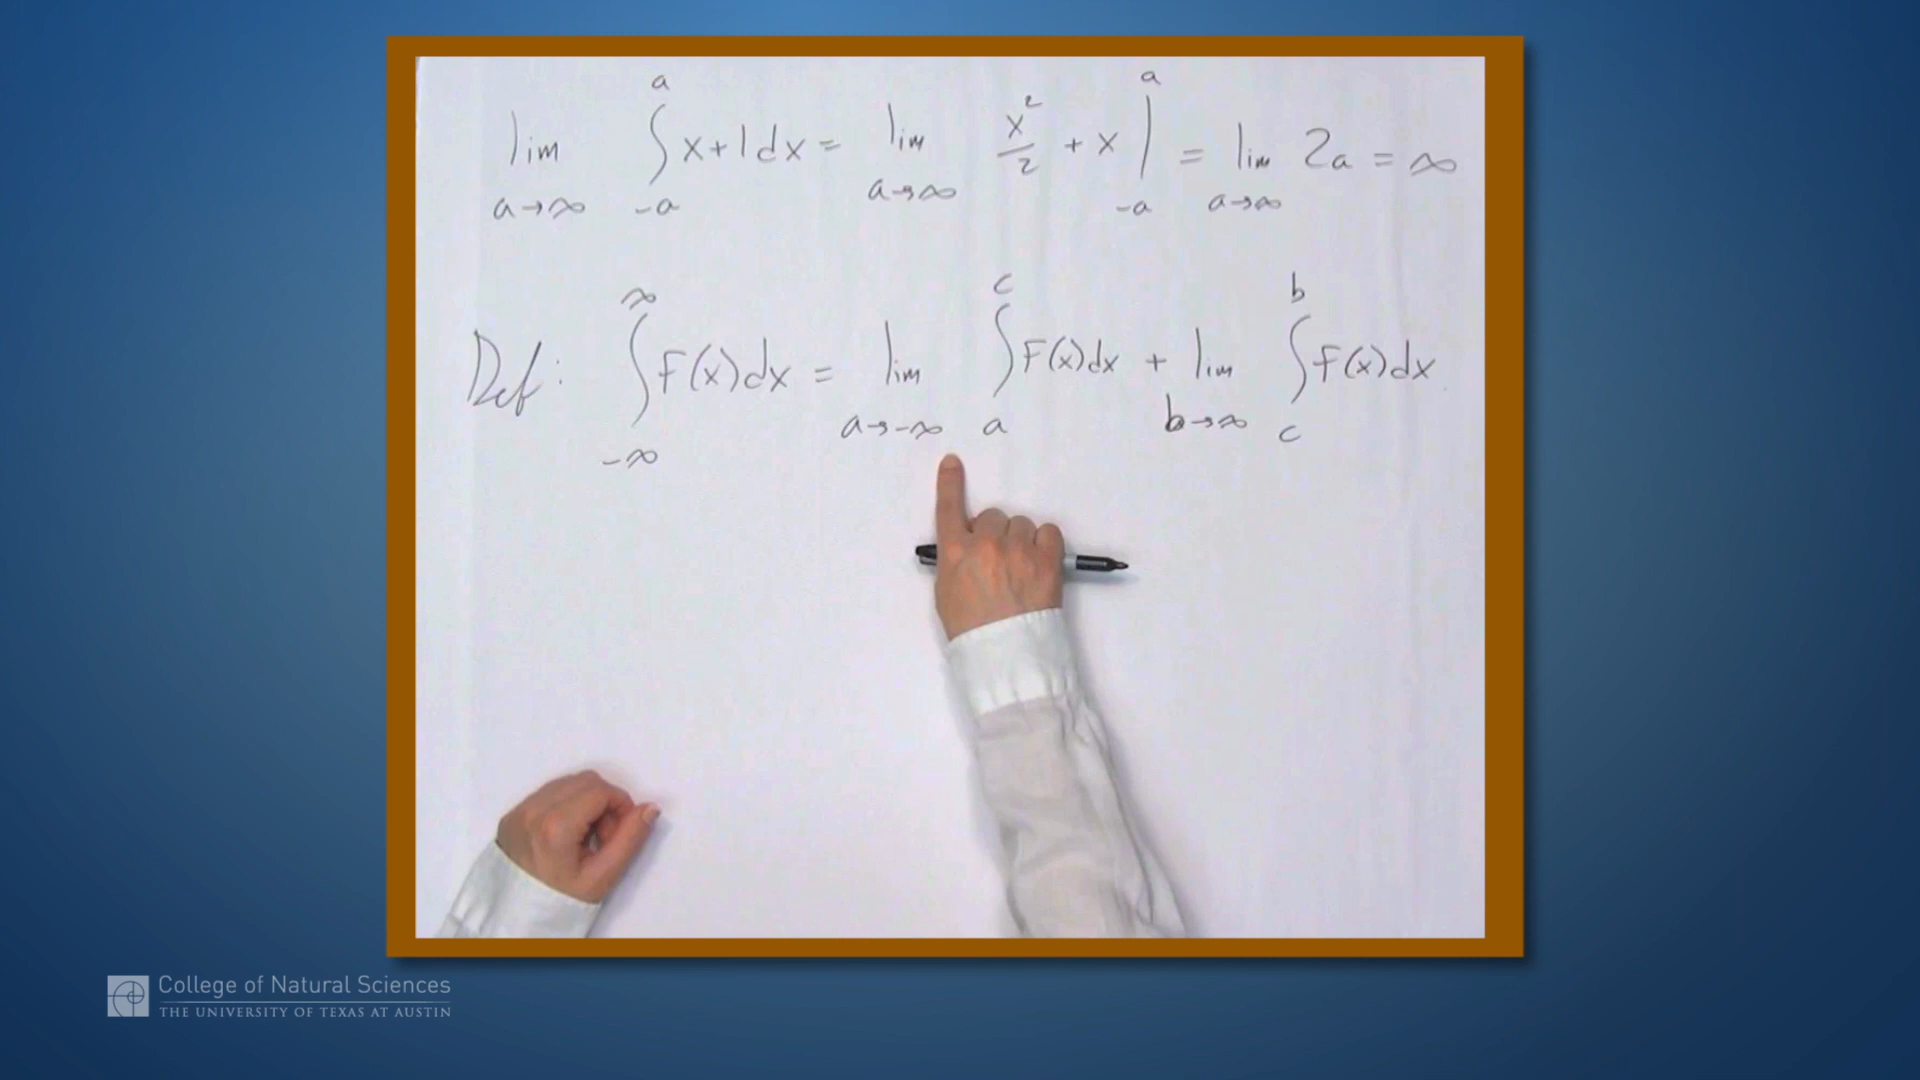 lim a→∞ ∫_{-a}^{a} x+1 dx = lim a→∞ x²/2 + x |_{-a}^{a} = lim a→∞ 2a = ∞
Def: ∫_{-∞}^{∞} F(x)dx = lim a→-∞ ∫_{a}^{c} F(x)dx + lim b→∞ ∫_{c}^{b} F(x)dx
College of Natural Sciences
THE UNIVERSITY OF TEXAS AT AUSTIN